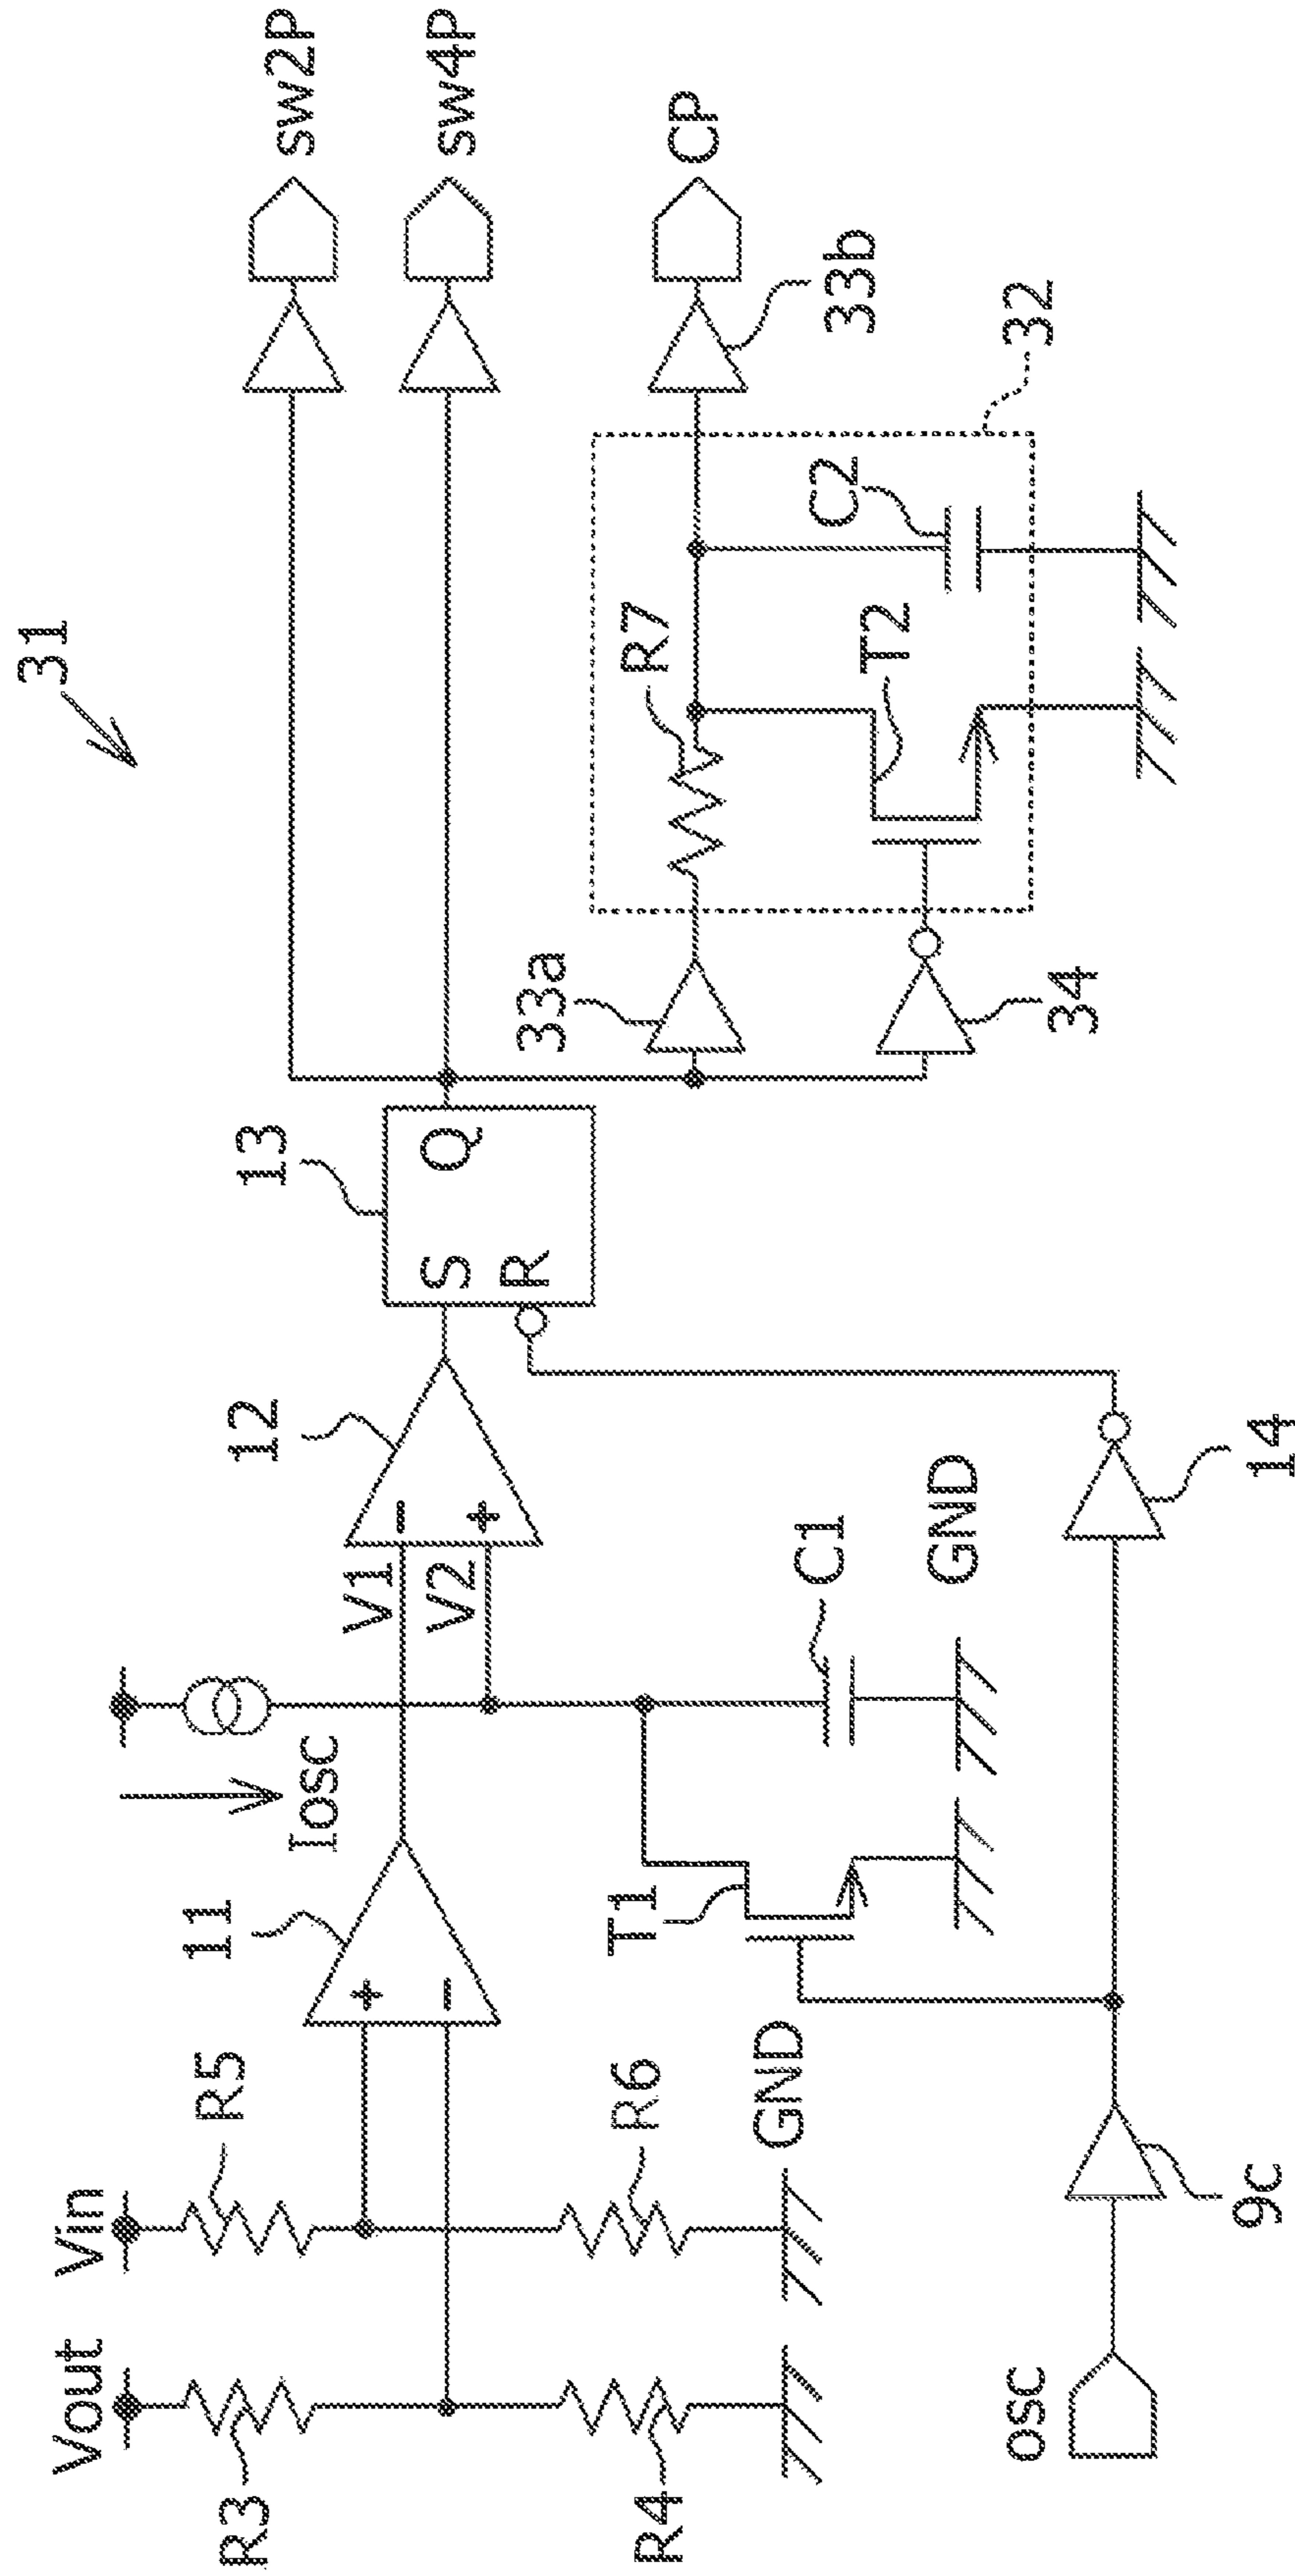 31
Vout
Vin
R3
R5
R4
R6
GND
11
+
−
Iosc
V1
V2
12
−
+
T1
C1
GND
osc
9c
14
13
S
R
Q
33a
34
R7
T2
C2
32
33b
sw2P
sw4P
CP